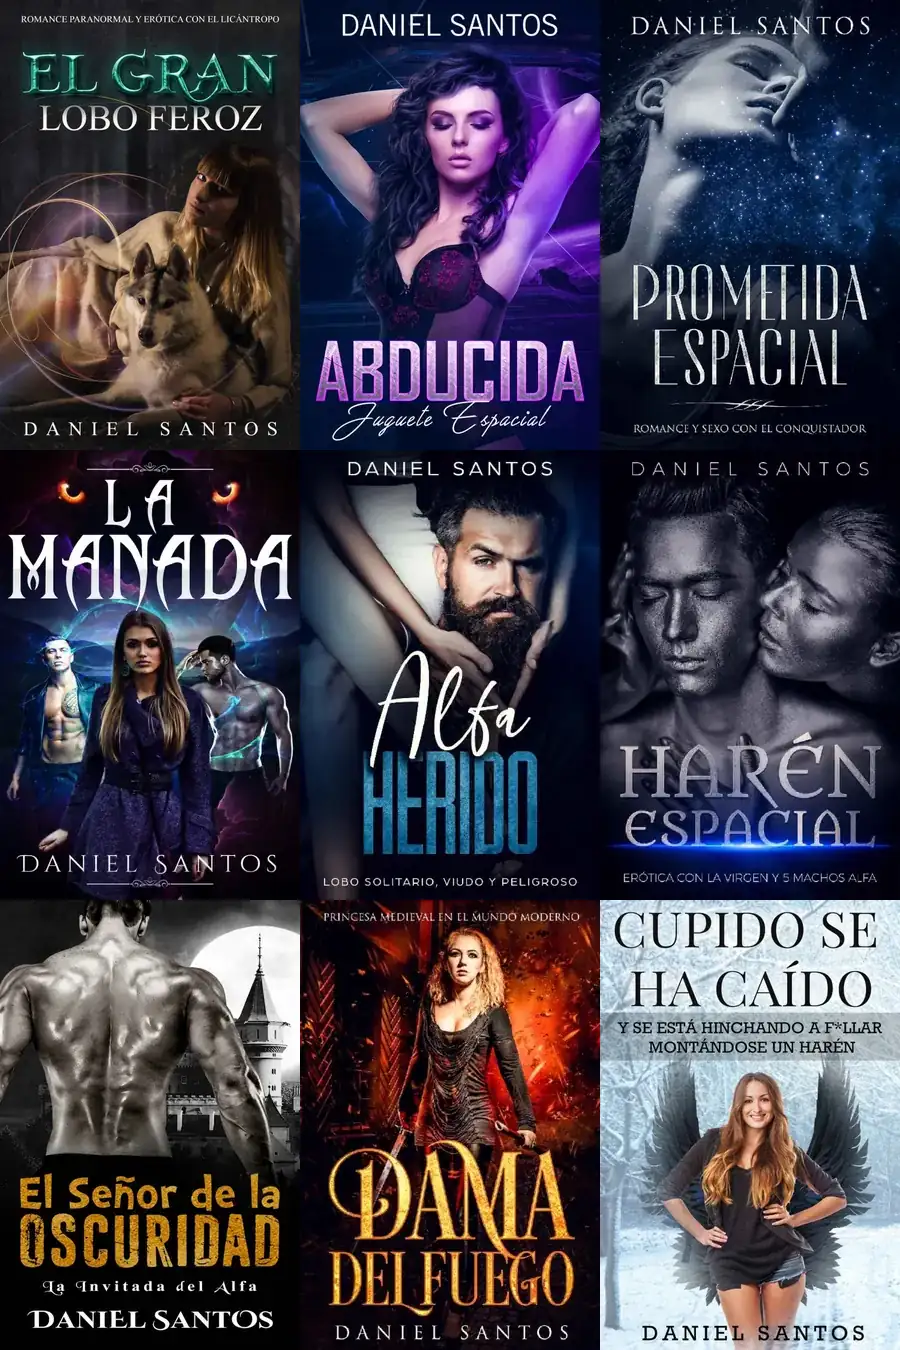 ROMANCE PARANORMAL Y ERÓTICA CON EL LICÁNTROPO
EL GRAN
LOBO FEROZ
DANIEL SANTOS
DANIEL SANTOS
ABDUCIDA
Juguete Espacial
DANIEL SANTOS
PROMETIDA
ESPACIAL
ROMANCE Y SEXO CON EL CONQUISTADOR
LA
MANADA
DANIEL SANTOS
DANIEL SANTOS
Alfa
HERIDO
LOBO SOLITARIO, VIUDO Y PELIGROSO
DANIEL SANTOS
HARÉN
ESPACIAL
ERÓTICA CON LA VIRGEN Y 5 MACHOS ALFA
El Señor de la
OSCURIDAD
La Invitada del Alfa
DANIEL SANTOS
PRINCESA MEDIEVAL EN EL MUNDO MODERNO
DAMA
DEL FUEGO
DANIEL SANTOS
CUPIDO SE
HA CAÍDO
Y SE ESTÁ HINCHANDO A F*LLAR
MONTÁNDOSE UN HARÉN
DANIEL SANTOS